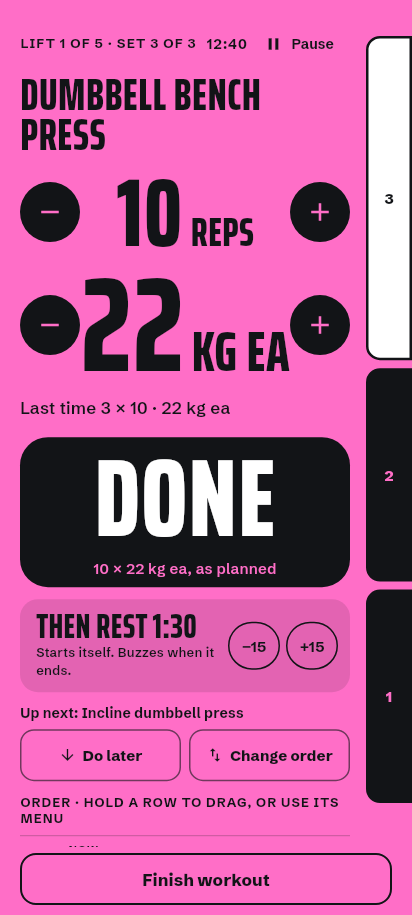 LIFT 1 OF 5 · SET 3 OF 3 12:40 Pause
DUMBBELL BENCH
PRESS
− 10 REPS +
− 22 KG EA +
Last time 3 × 10 · 22 kg ea
DONE
10 × 22 kg ea, as planned
THEN REST 1:30
Starts itself. Buzzes when it
ends.
−15 +15
Up next: Incline dumbbell press
↓ Do later ↑↓ Change order
ORDER · HOLD A ROW TO DRAG, OR USE ITS
MENU
Finish workout
3
2
1